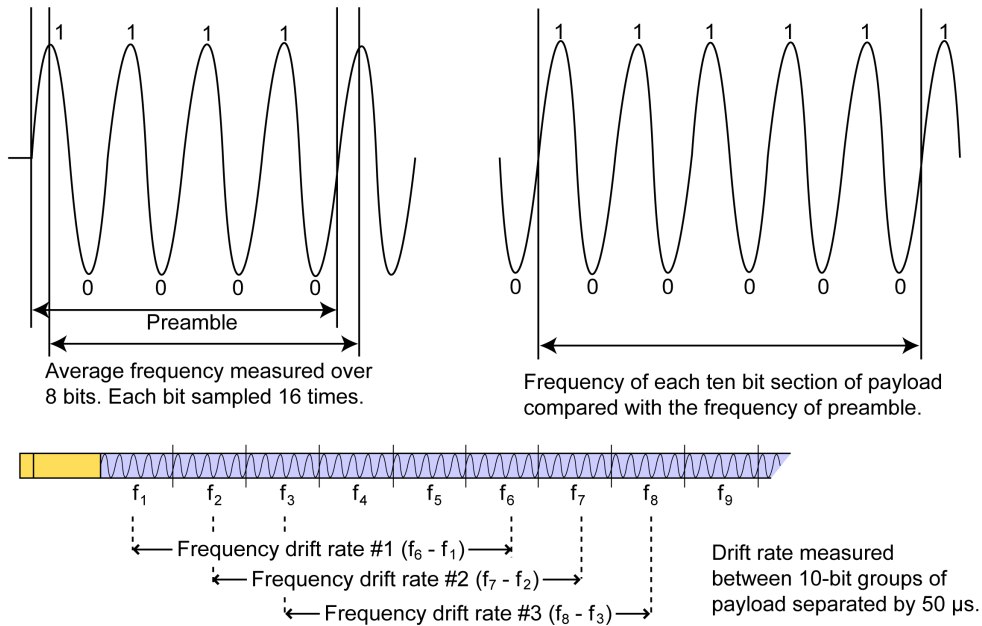 1 1 1 1
0 0 0 0
Preamble
Average frequency measured over
8 bits. Each bit sampled 16 times.
1 1 1 1 1 1
0 0 0 0 0 0
Frequency of each ten bit section of payload
compared with the frequency of preamble.
f1 f2 f3 f4 f5 f6 f7 f8 f9
Frequency drift rate #1 (f6 - f1)
Frequency drift rate #2 (f7 - f2)
Frequency drift rate #3 (f8 - f3)
Drift rate measured
between 10-bit groups of
payload separated by 50 µs.